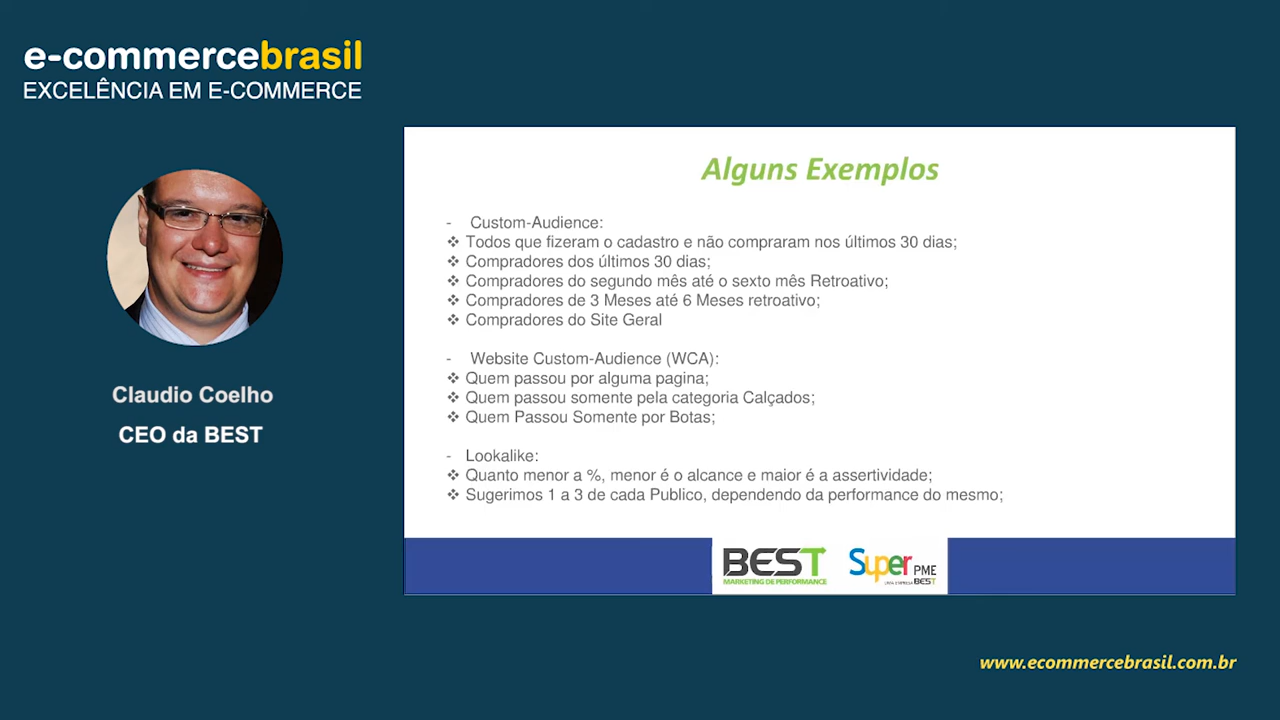 e-commercebrasil
EXCELÊNCIA EM E-COMMERCE
Claudio Coelho
CEO da BEST
Alguns Exemplos
- Custom-Audience:
❖ Todos que fizeram o cadastro e não compraram nos últimos 30 dias;
❖ Compradores dos últimos 30 dias;
❖ Compradores do segundo mês até o sexto mês Retroativo;
❖ Compradores de 3 Meses até 6 Meses retroativo;
❖ Compradores do Site Geral
- Website Custom-Audience (WCA):
❖ Quem passou por alguma pagina;
❖ Quem passou somente pela categoria Calçados;
❖ Quem Passou Somente por Botas;
- Lookalike:
❖ Quanto menor a %, menor é o alcance e maior é a assertividade;
❖ Sugerimos 1 a 3 de cada Publico, dependendo da performance do mesmo;
BEST
MARKETING DE PERFORMANCE
Super PME
UMA EMPRESA BEST
www.ecommercebrasil.com.br